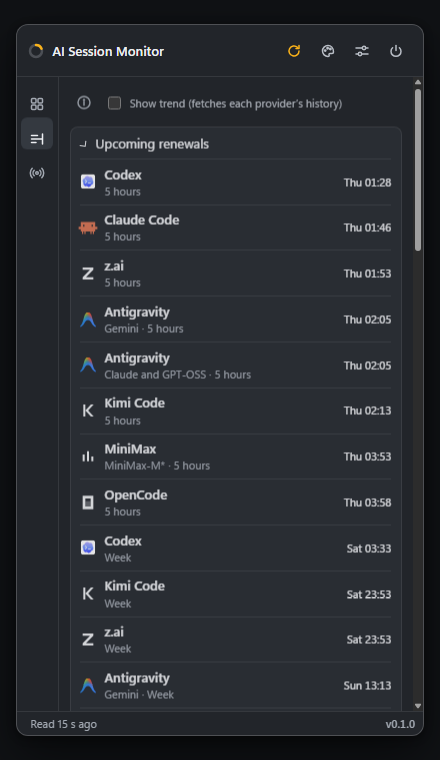 AI Session Monitor
Show trend (fetches each provider's history)
Upcoming renewals
Codex
5 hours
Thu 01:28
Claude Code
5 hours
Thu 01:46
z.ai
5 hours
Thu 01:53
Antigravity
Gemini · 5 hours
Thu 02:05
Antigravity
Claude and GPT-OSS · 5 hours
Thu 02:05
Kimi Code
5 hours
Thu 02:13
MiniMax
MiniMax-M* · 5 hours
Thu 03:53
OpenCode
5 hours
Thu 03:58
Codex
Week
Sat 03:33
Kimi Code
Week
Sat 23:53
z.ai
Week
Sat 23:53
Antigravity
Gemini · Week
Sun 13:13
Read 15 s ago
v0.1.0